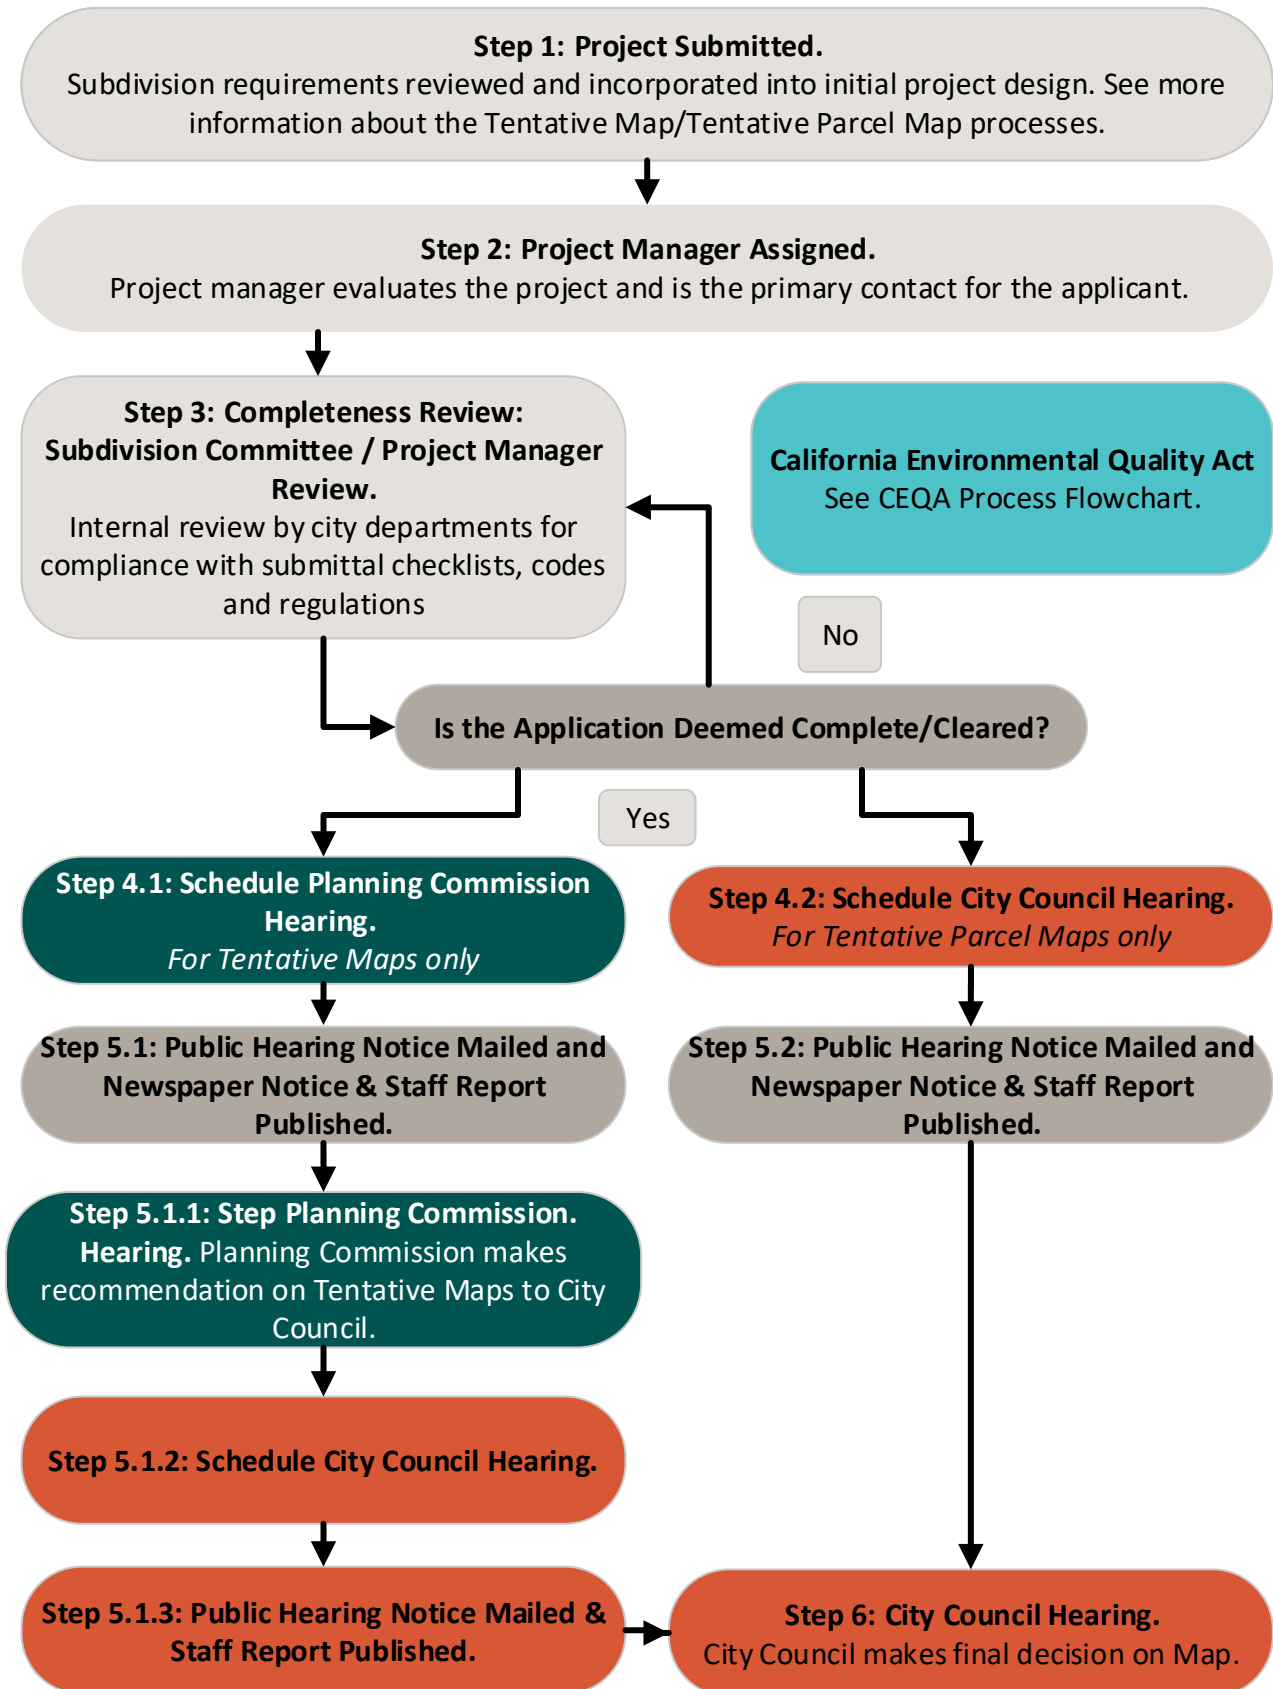 Step 1: Project Submitted.
Subdivision requirements reviewed and incorporated into initial project design. See more
information about the Tentative Map/Tentative Parcel Map processes.
Step 2: Project Manager Assigned.
Project manager evaluates the project and is the primary contact for the applicant.
Step 3: Completeness Review:
Subdivision Committee / Project Manager
Review.
Internal review by city departments for
compliance with submittal checklists, codes
and regulations
California Environmental Quality Act
See CEQA Process Flowchart.
No
Is the Application Deemed Complete/Cleared?
Yes
Step 4.1: Schedule Planning Commission
Hearing.
For Tentative Maps only
Step 4.2: Schedule City Council Hearing.
For Tentative Parcel Maps only
Step 5.1: Public Hearing Notice Mailed and
Newspaper Notice & Staff Report
Published.
Step 5.2: Public Hearing Notice Mailed and
Newspaper Notice & Staff Report
Published.
Step 5.1.1: Step Planning Commission.
Hearing. Planning Commission makes
recommendation on Tentative Maps to City
Council.
Step 5.1.2: Schedule City Council Hearing.
Step 5.1.3: Public Hearing Notice Mailed &
Staff Report Published.
Step 6: City Council Hearing.
City Council makes final decision on Map.